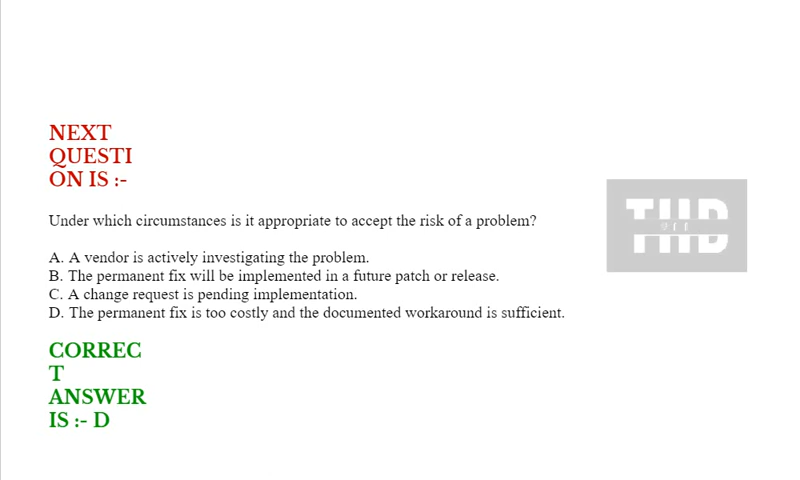 NEXT
QUESTI
ON IS :-
Under which circumstances is it appropriate to accept the risk of a problem?
A. A vendor is actively investigating the problem.
B. The permanent fix will be implemented in a future patch or release.
C. A change request is pending implementation.
D. The permanent fix is too costly and the documented workaround is sufficient.
THD
CORREC
T
ANSWER
IS :- D